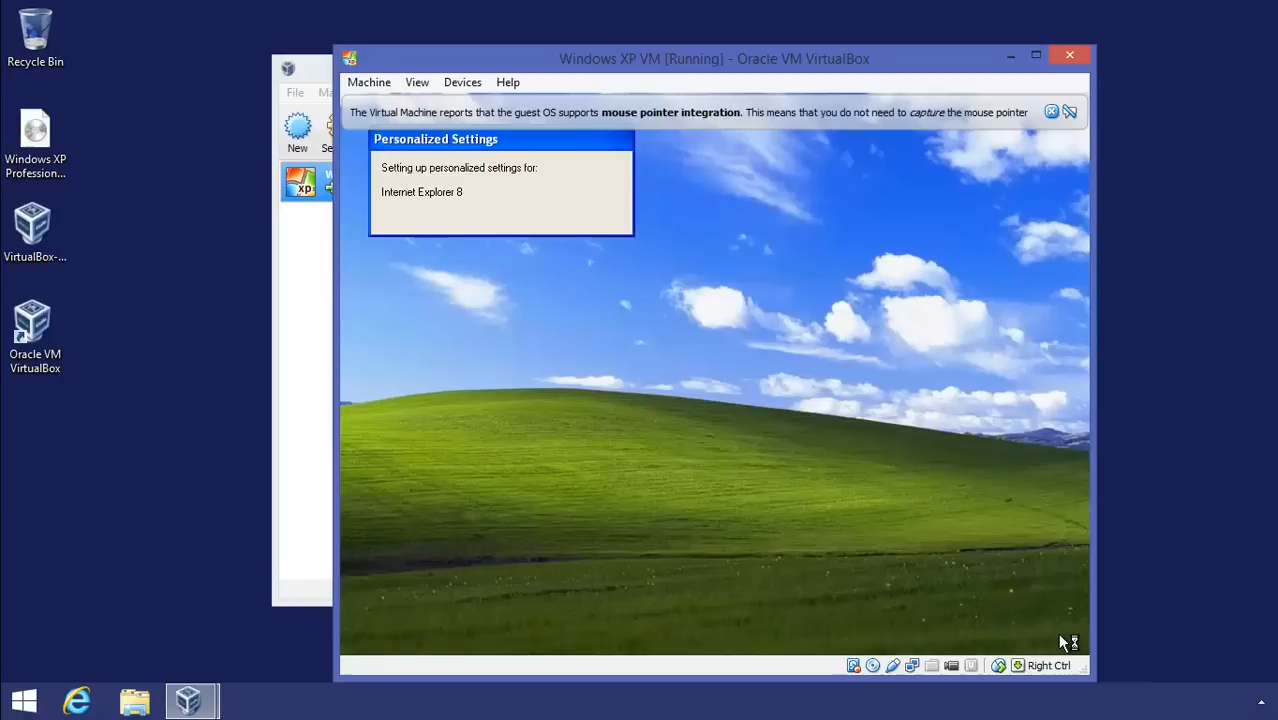 Recycle Bin
Windows XP
Profession...
VirtualBox-...
Oracle VM
VirtualBox
File
New
xp
Windows XP VM [Running] - Oracle VM VirtualBox
Machine View Devices Help
The Virtual Machine reports that the guest OS supports mouse pointer integration. This means that you do not need to capture the mouse pointer
Personalized Settings
Setting up personalized settings for:
Internet Explorer 8
Right Ctrl